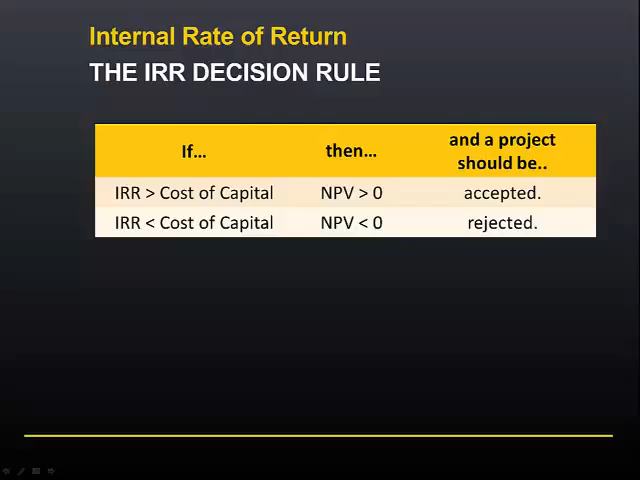 Internal Rate of Return
THE IRR DECISION RULE
If... then... and a project
should be..
IRR > Cost of Capital NPV > 0 accepted.
IRR < Cost of Capital NPV < 0 rejected.